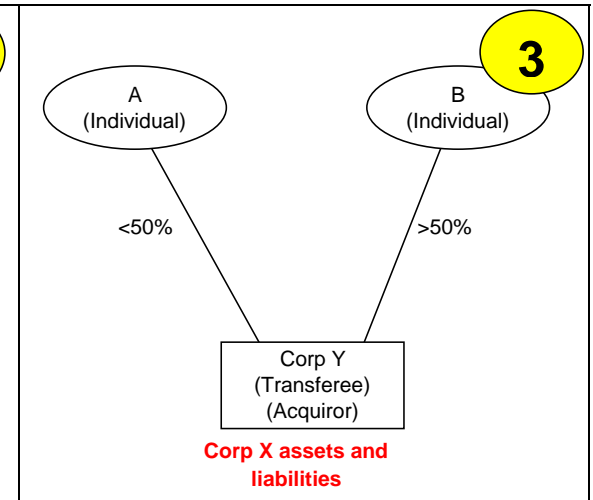 3
A
(Individual)
B
(Individual)
<50%
>50%
Corp Y
(Transferee)
(Acquiror)
Corp X assets and
liabilities